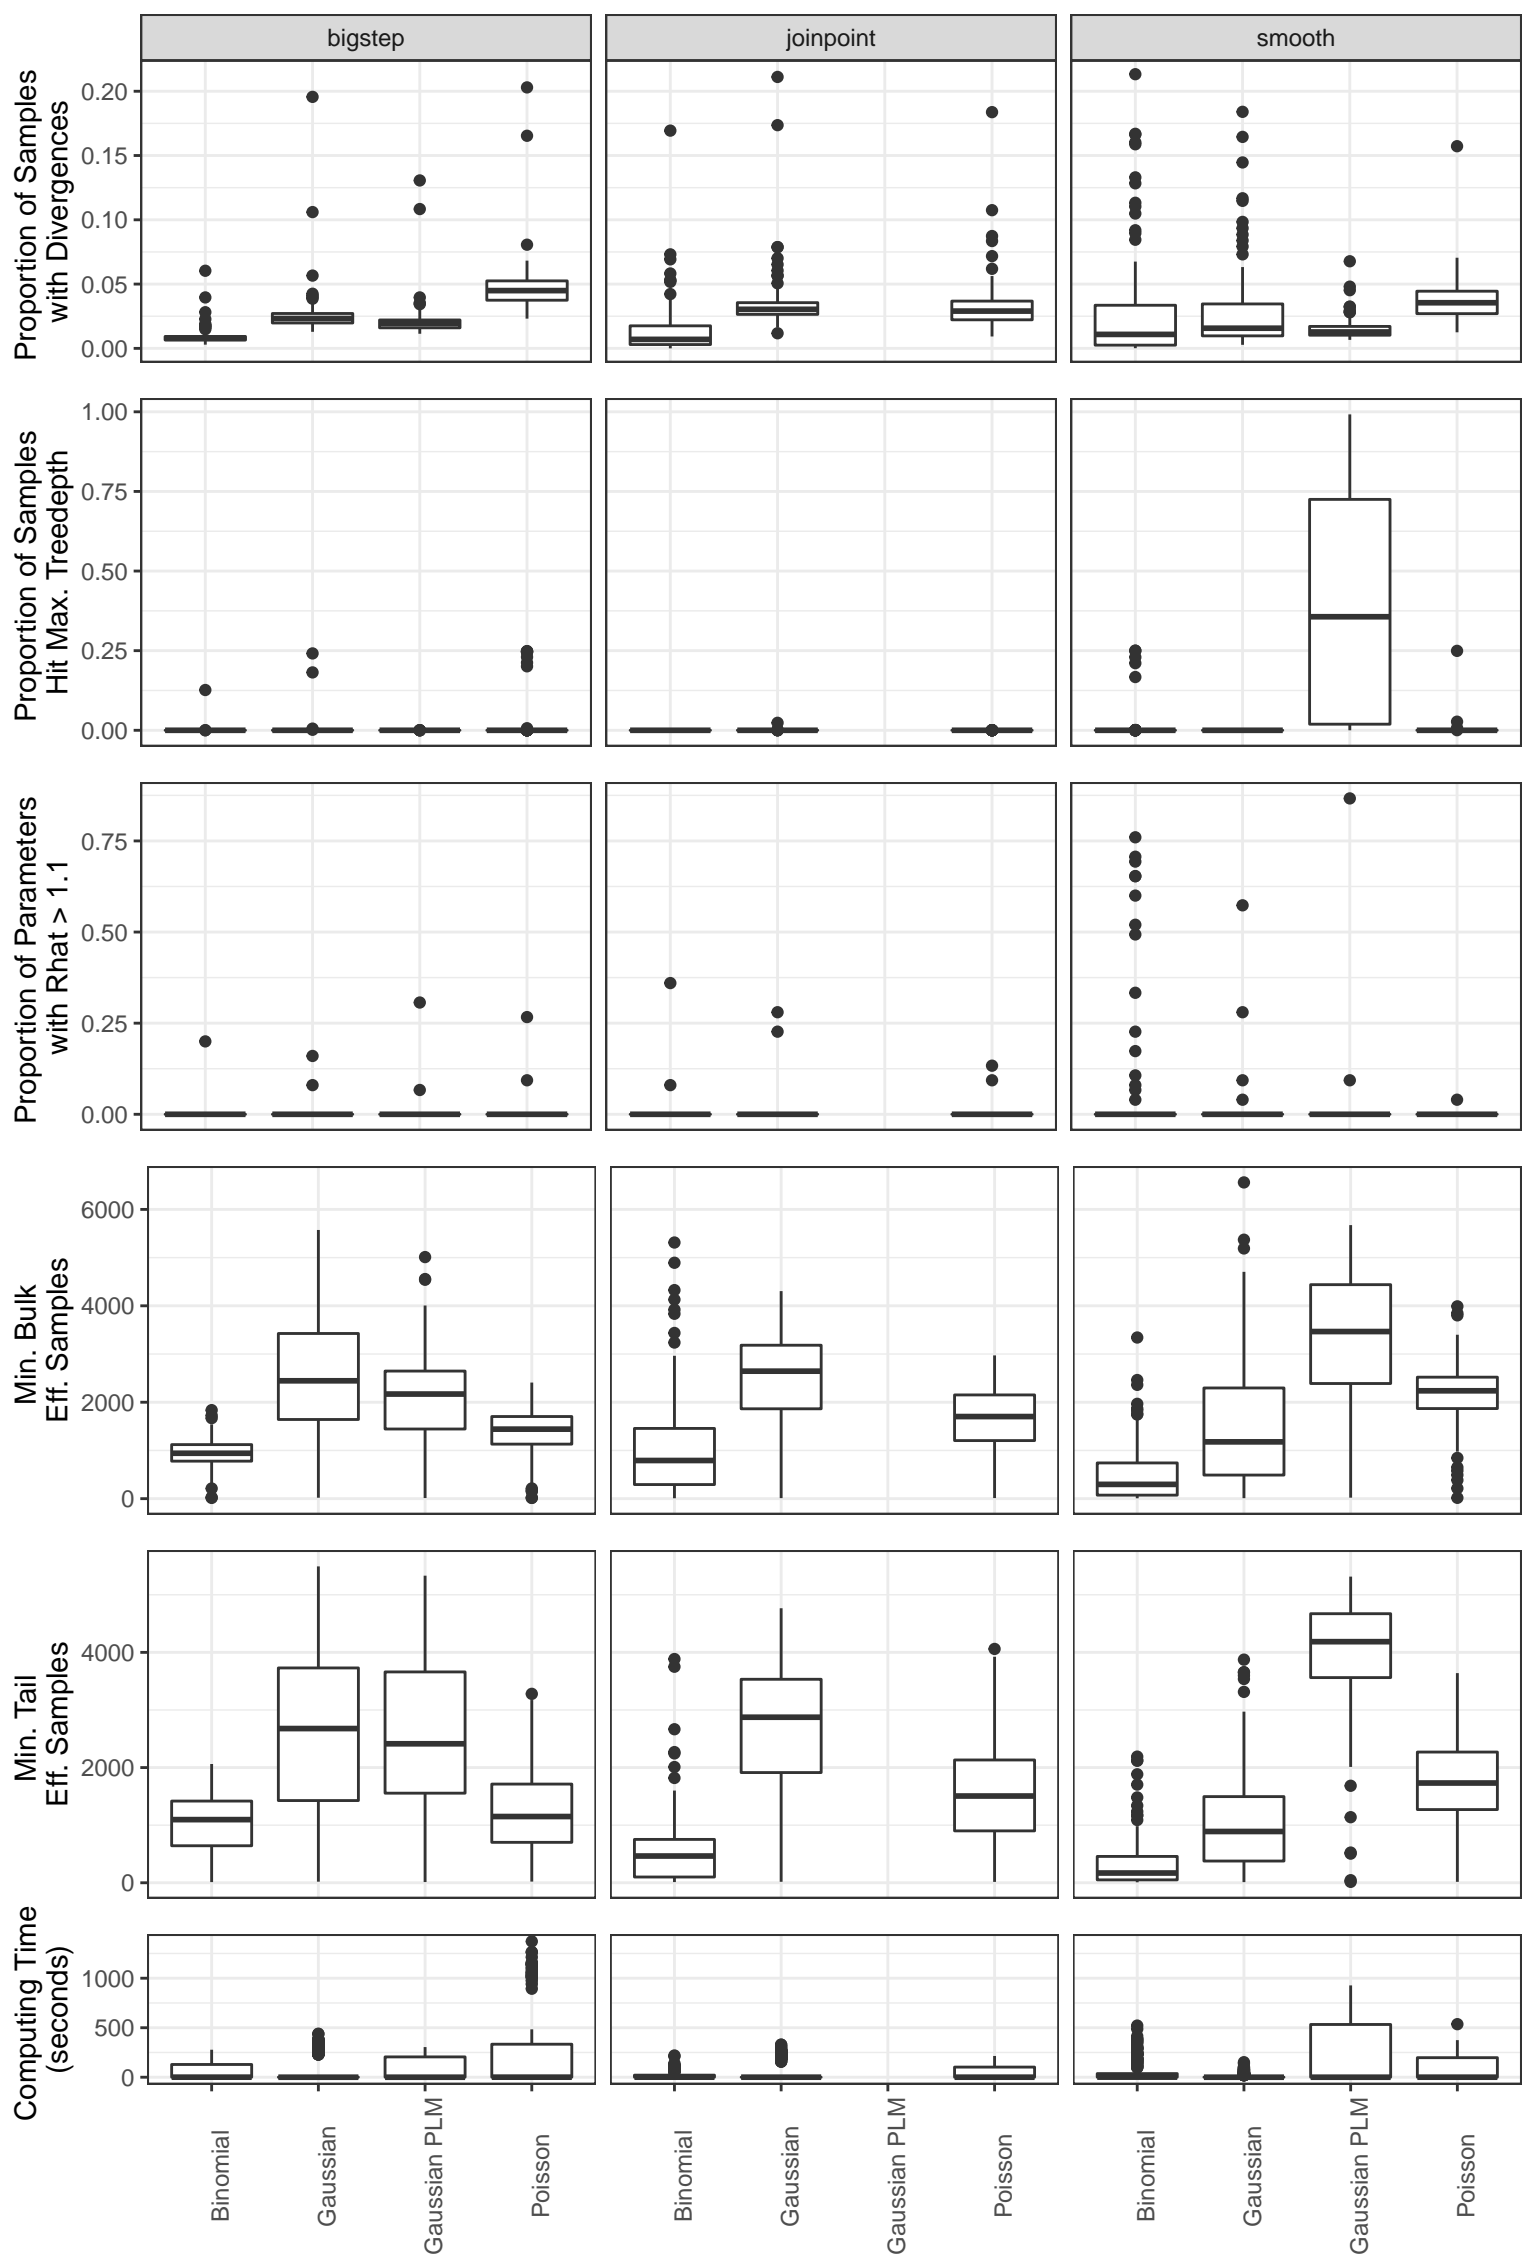 bigstep
joinpoint
smooth
Proportion of Samples
with Divergences
0.20
0.15
0.10
0.05
0.00
Proportion of Samples
Hit Max. Treedepth
1.00
0.75
0.50
0.25
0.00
Proportion of Parameters
with Rhat > 1.1
0.75
0.50
0.25
0.00
Min. Bulk
Eff. Samples
6000
4000
2000
0
Min. Tail
Eff. Samples
4000
2000
0
Computing Time
(seconds)
1000
500
0
Binomial
Gaussian
Gaussian PLM
Poisson
Binomial
Gaussian
Gaussian PLM
Poisson
Binomial
Gaussian
Gaussian PLM
Poisson